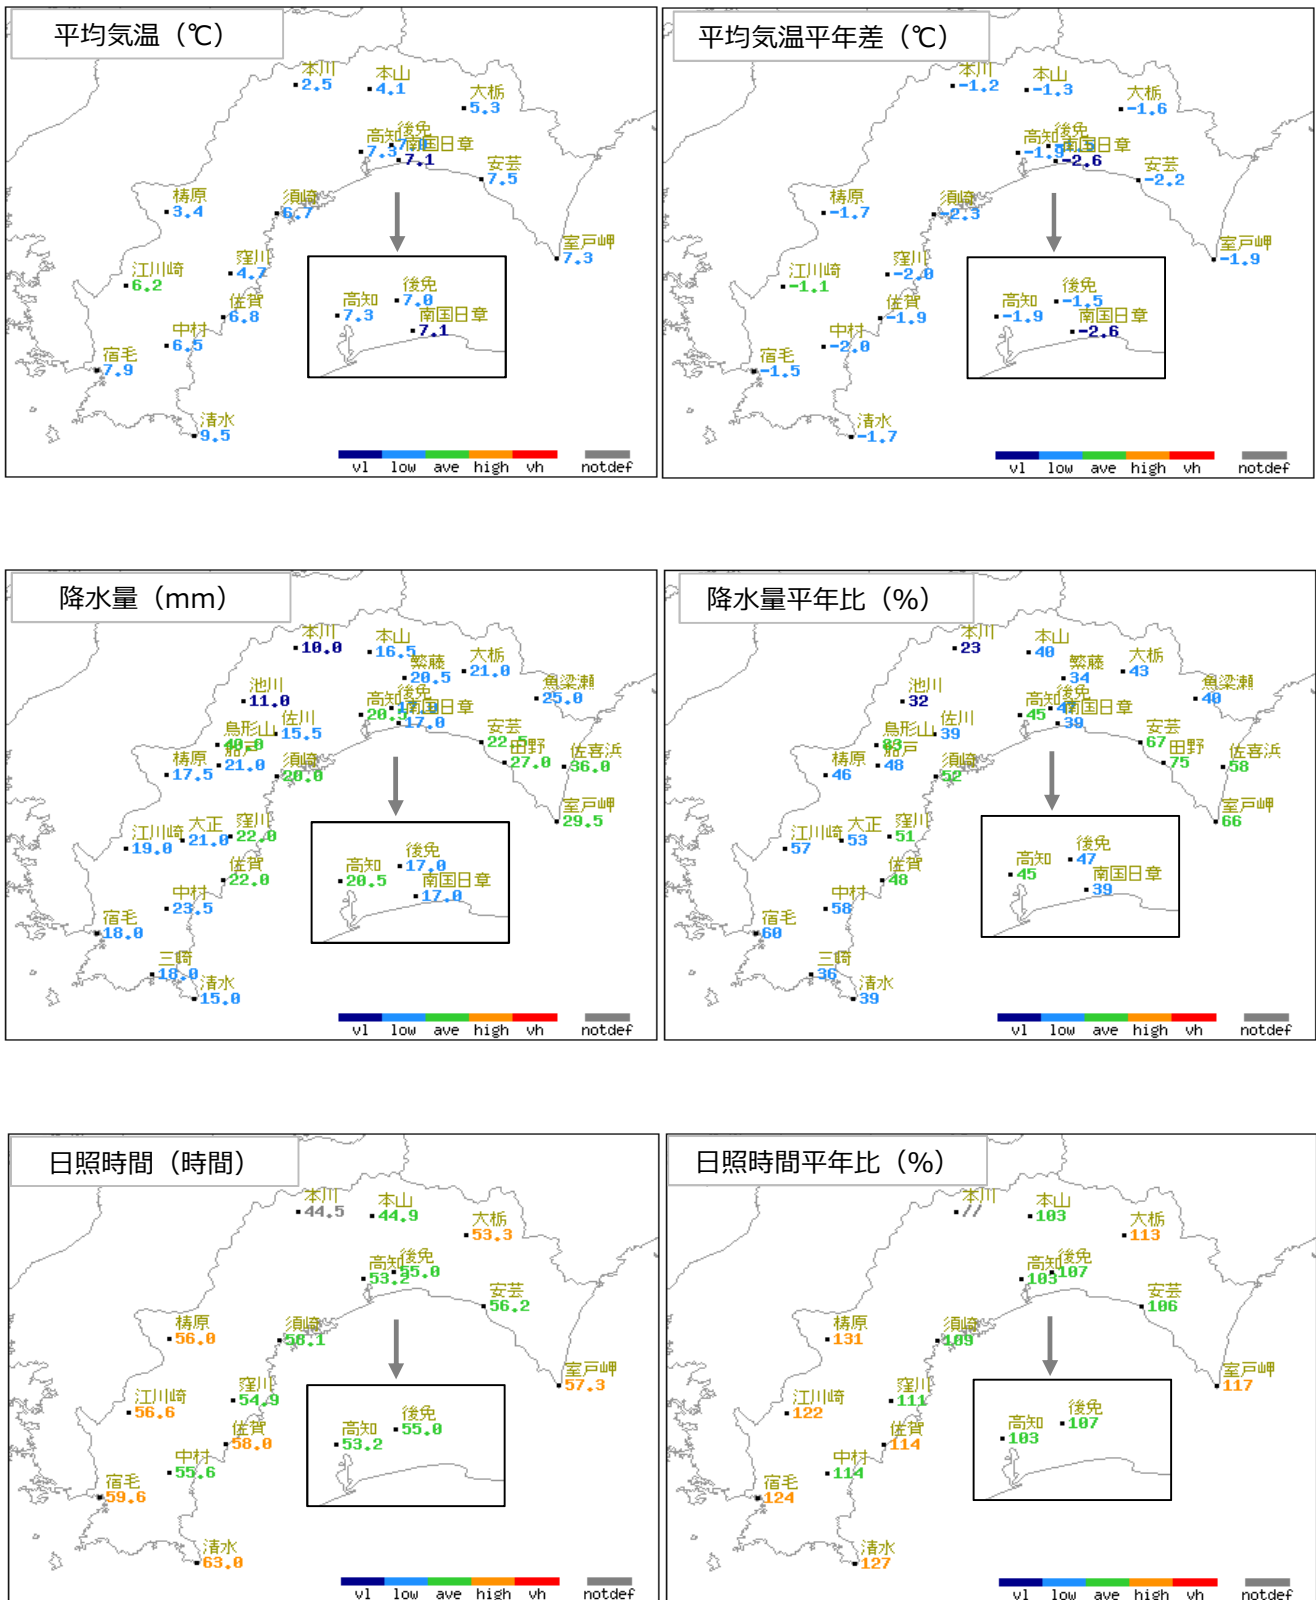 平均気温（℃）
本川
2.5
本山
4.1
大栃
5.3
高知
7.3
後免
南国日章
7.1
安芸
7.5
梼原
3.4
須崎
6.7
室戸岬
7.3
江川崎
6.2
窪川
4.7
佐賀
6.8
中村
6.5
宿毛
7.9
清水
9.5
高知
7.3
後免
7.0
南国日章
7.1
vl low ave high vh notdef
平均気温平年差（℃）
本川
-1.2
本山
-1.3
大栃
-1.6
高知
-1.9
後免
南国日章
-2.6
安芸
-2.2
梼原
-1.7
須崎
-2.3
室戸岬
-1.9
江川崎
-1.1
窪川
-2.0
佐賀
-1.9
中村
-2.0
宿毛
-1.5
清水
-1.7
高知
-1.9
後免
-1.5
南国日章
-2.6
vl low ave high vh notdef
降水量（mm）
本川
10.0
本山
16.5
繁藤
20.5
大栃
21.0
魚梁瀬
25.0
池川
11.0
高知
20.5
後免
17.0
南国日章
17.0
鳥形山
佐川
15.5
安芸
22.5
田野
27.0
佐喜浜
36.0
梼原
17.5
船戸
21.0
須崎
20.0
室戸岬
29.5
江川崎
19.0
大正
21.0
窪川
22.0
佐賀
22.0
中村
23.5
宿毛
18.0
三崎
18.0
清水
15.0
高知
20.5
後免
17.0
南国日章
17.0
vl low ave high vh notdef
降水量平年比（%）
本川
23
本山
40
繁藤
34
大栃
43
魚梁瀬
40
池川
32
高知
45
後免
47
南国日章
39
鳥形山
佐川
39
安芸
67
田野
75
佐喜浜
58
梼原
46
船戸
48
須崎
52
室戸岬
66
江川崎
57
大正
53
窪川
51
佐賀
48
中村
58
宿毛
60
三崎
36
清水
39
高知
45
後免
47
南国日章
39
vl low ave high vh notdef
日照時間（時間）
本川
44.5
本山
44.9
大栃
53.3
高知
53.2
後免
55.0
安芸
56.2
梼原
56.0
須崎
室戸岬
57.3
江川崎
56.6
窪川
54.9
佐賀
58.0
中村
55.6
宿毛
59.6
清水
63.0
高知
53.2
後免
55.0
vl low ave high vh notdef
日照時間平年比（%）
本川
//
本山
103
大栃
113
高知
103
後免
107
安芸
106
梼原
131
須崎
109
室戸岬
117
江川崎
122
窪川
111
佐賀
114
中村
114
宿毛
124
清水
127
高知
103
後免
107
vl low ave high vh notdef